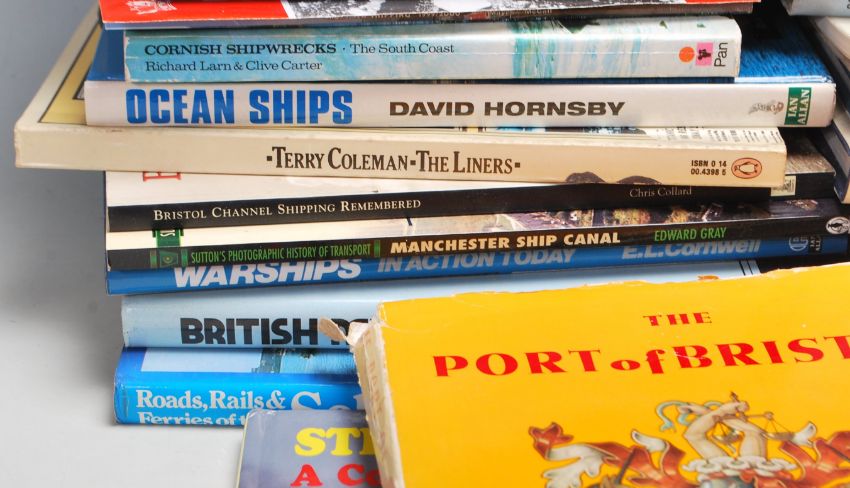 CORNISH SHIPWRECKS · The South Coast
Richard Larn & Clive Carter
Pan
OCEAN SHIPS DAVID HORNSBY IAN ALLAN
-TERRY COLEMAN-THE LINERS-
ISBN 0 14
00.4398 5
Chris Collard
BRISTOL CHANNEL SHIPPING REMEMBERED
SUTTON'S PHOTOGRAPHIC HISTORY OF TRANSPORT MANCHESTER SHIP CANAL EDWARD GRAY
WARSHIPS IN ACTION TODAY E.L. Cornwell
BRITISH
THE
PORT of BRIST
Roads, Rails &
Ferries of
A